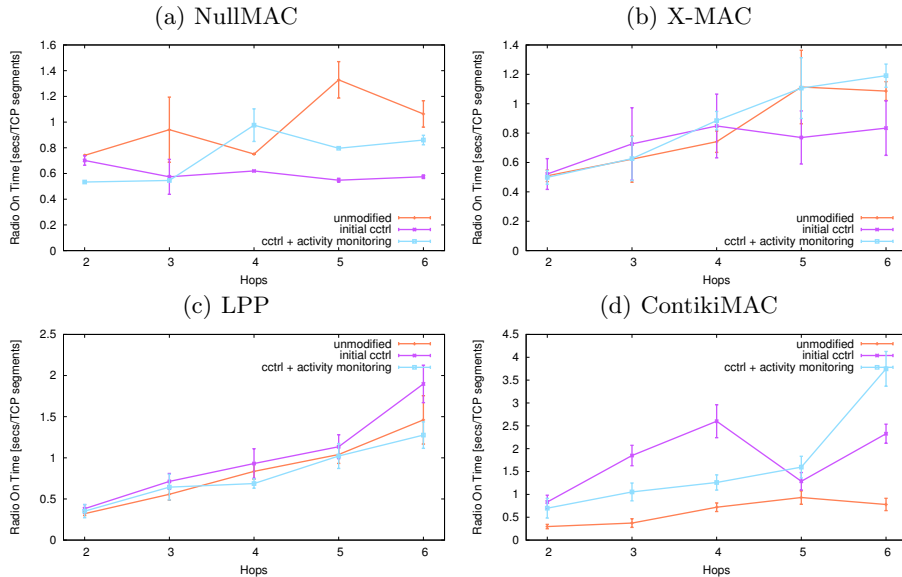 (a) NullMAC
Radio On Time [secs/TCP segments]
1.6
1.4
1.2
1
0.8
0.6
0.4
0.2
0
unmodified
initial cctrl
cctrl + activity monitoring
2 3 4 5 6
Hops
(b) X-MAC
Radio On Time [secs/TCP segments]
1.4
1.2
1
0.8
0.6
0.4
0.2
0
unmodified
initial cctrl
cctrl + activity monitoring
2 3 4 5 6
Hops
(c) LPP
Radio On Time [secs/TCP segments]
2.5
2
1.5
1
0.5
0
unmodified
initial cctrl
cctrl + activity monitoring
2 3 4 5 6
Hops
(d) ContikiMAC
Radio On Time [secs/TCP segments]
4.5
4
3.5
3
2.5
2
1.5
1
0.5
0
unmodified
initial cctrl
cctrl + activity monitoring
2 3 4 5 6
Hops